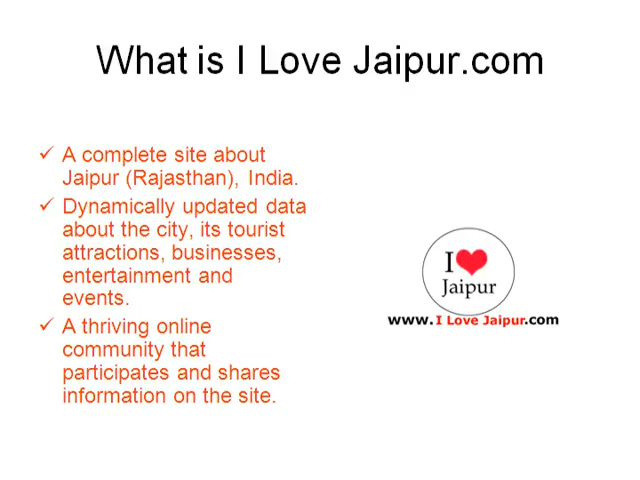 What is I Love Jaipur.com
A complete site about
Jaipur (Rajasthan), India.
Dynamically updated data
about the city, its tourist
attractions, businesses,
entertainment and
events.
A thriving online
community that
participates and shares
information on the site.
I
Jaipur
www.I Love Jaipur.com